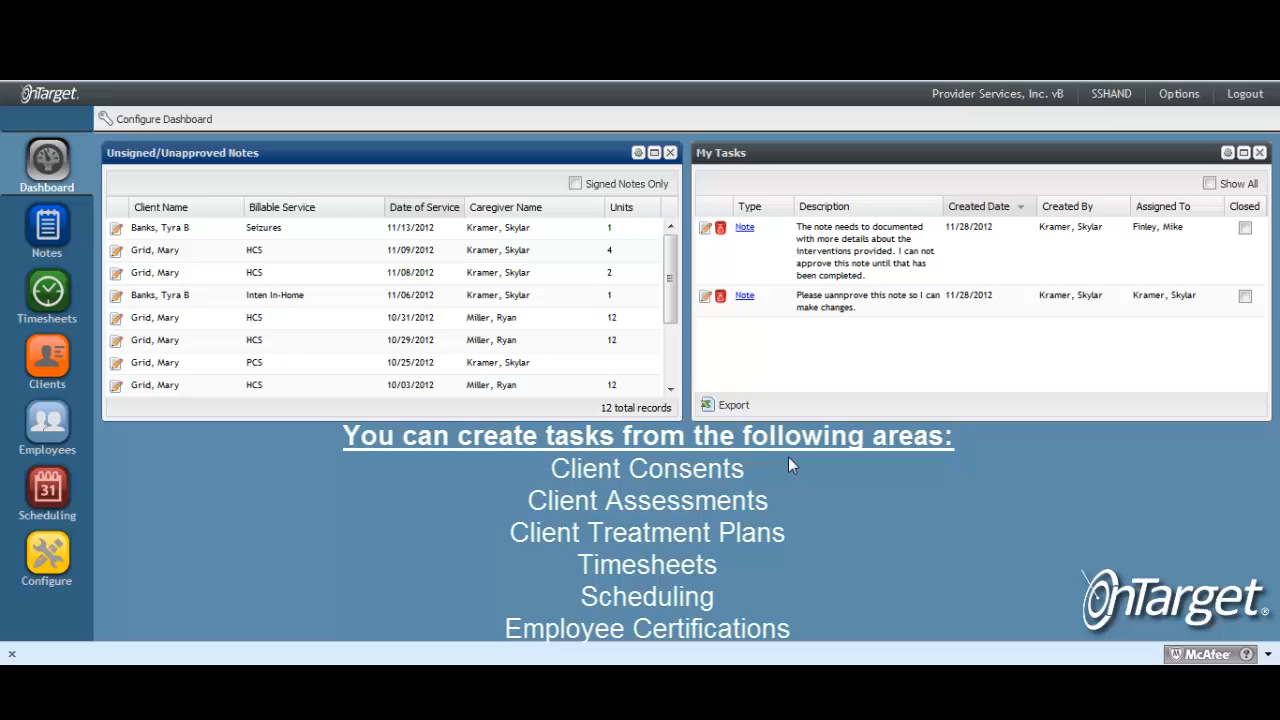 OnTarget.
Provider Services, Inc. vB SSHAND Options Logout
Configure Dashboard
Dashboard
Notes
Timesheets
Clients
Employees
31
Scheduling
Configure
Unsigned/Unapproved Notes
Signed Notes Only
Client Name Billable Service Date of Service Caregiver Name Units
Banks, Tyra B Seizures 11/13/2012 Kramer, Skylar 1
Grid, Mary HCS 11/09/2012 Kramer, Skylar 4
Grid, Mary HCS 11/08/2012 Kramer, Skylar 2
Banks, Tyra B Inten In-Home 11/06/2012 Kramer, Skylar 1
Grid, Mary HCS 10/31/2012 Miller, Ryan 12
Grid, Mary HCS 10/29/2012 Miller, Ryan 12
Grid, Mary PCS 10/25/2012 Kramer, Skylar
Grid, Mary HCS 10/03/2012 Miller, Ryan 12
12 total records
My Tasks
Show All
Type Description Created Date Created By Assigned To Closed
Note The note needs to documented 11/28/2012 Kramer, Skylar Finley, Mike
with more details about the
interventions provided. I can not
approve this note until that has
been completed.
Note Please uannprove this note so I can 11/28/2012 Kramer, Skylar Kramer, Skylar
make changes.
Export
You can create tasks from the following areas:
Client Consents
Client Assessments
Client Treatment Plans
Timesheets
Scheduling
Employee Certifications
OnTarget.®
x McAfee ?